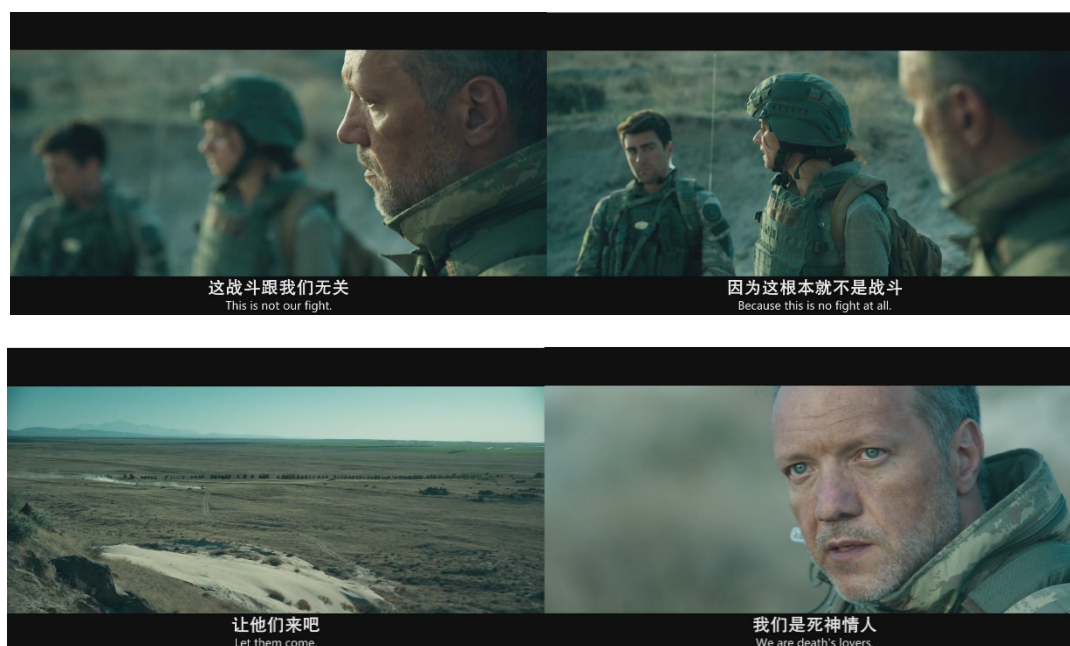 这战斗跟我们无关
This is not our fight.
因为这根本就不是战斗
Because this is no fight at all.
让他们来吧
Let them come
我们是死神情人
We are death's lovers